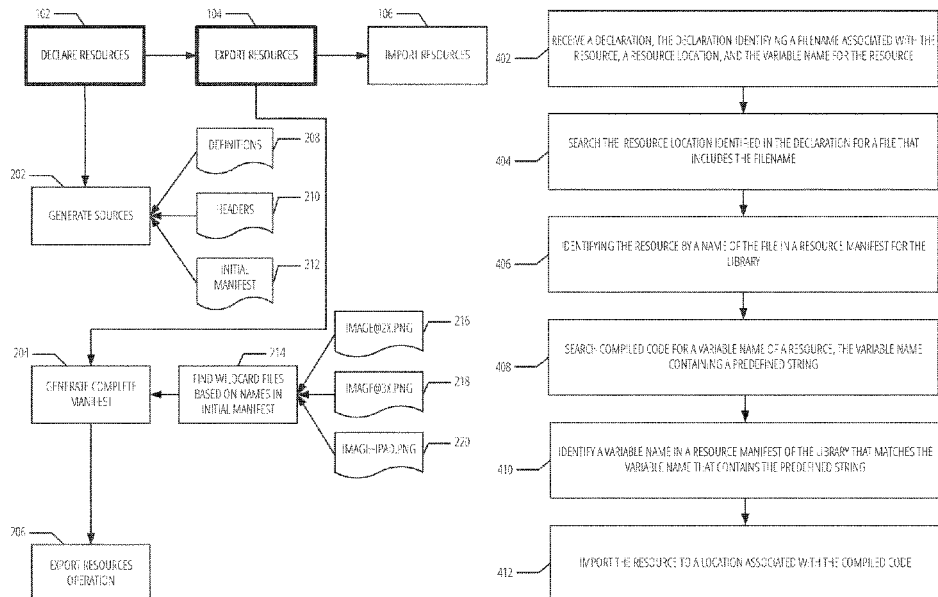 102
DECLARE RESOURCES
104
EXPORT RESOURCES
106
IMPORT RESOURCES
202
GENERATE SOURCES
DEFINITIONS
208
HEADERS
210
INITIAL
MANIFEST
212
204
GENERATE COMPLETE
MANIFEST
214
FIND WILDCARD FILES
BASED ON NAMES IN
INITIAL MANIFEST
IMAGE@2X.PNG
216
IMAGE@3X.PNG
218
IMAGE~IPAD.PNG
220
206
EXPORT RESOURCES
OPERATION
402
RECEIVE A DECLARATION, THE DECLARATION IDENTIFYING A FILENAME ASSOCIATED WITH THE
RESOURCE, A RESOURCE LOCATION, AND THE VARIABLE NAME FOR THE RESOURCE
404
SEARCH THE RESOURCE LOCATION IDENTIFIED IN THE DECLARATION FOR A FILE THAT
INCLUDES THE FILENAME
406
IDENTIFYING THE RESOURCE BY A NAME OF THE FILE IN A RESOURCE MANIFEST FOR THE
LIBRARY
408
SEARCH COMPILED CODE FOR A VARIABLE NAME OF A RESOURCE, THE VARIABLE NAME
CONTAINING A PREDEFINED STRING
410
IDENTIFY A VARIABLE NAME IN A RESOURCE MANIFEST OF THE LIBRARY THAT MATCHES THE
VARIABLE NAME THAT CONTAINS THE PREDEFINED STRING
412
IMPORT THE RESOURCE TO A LOCATION ASSOCIATED WITH THE COMPILED CODE